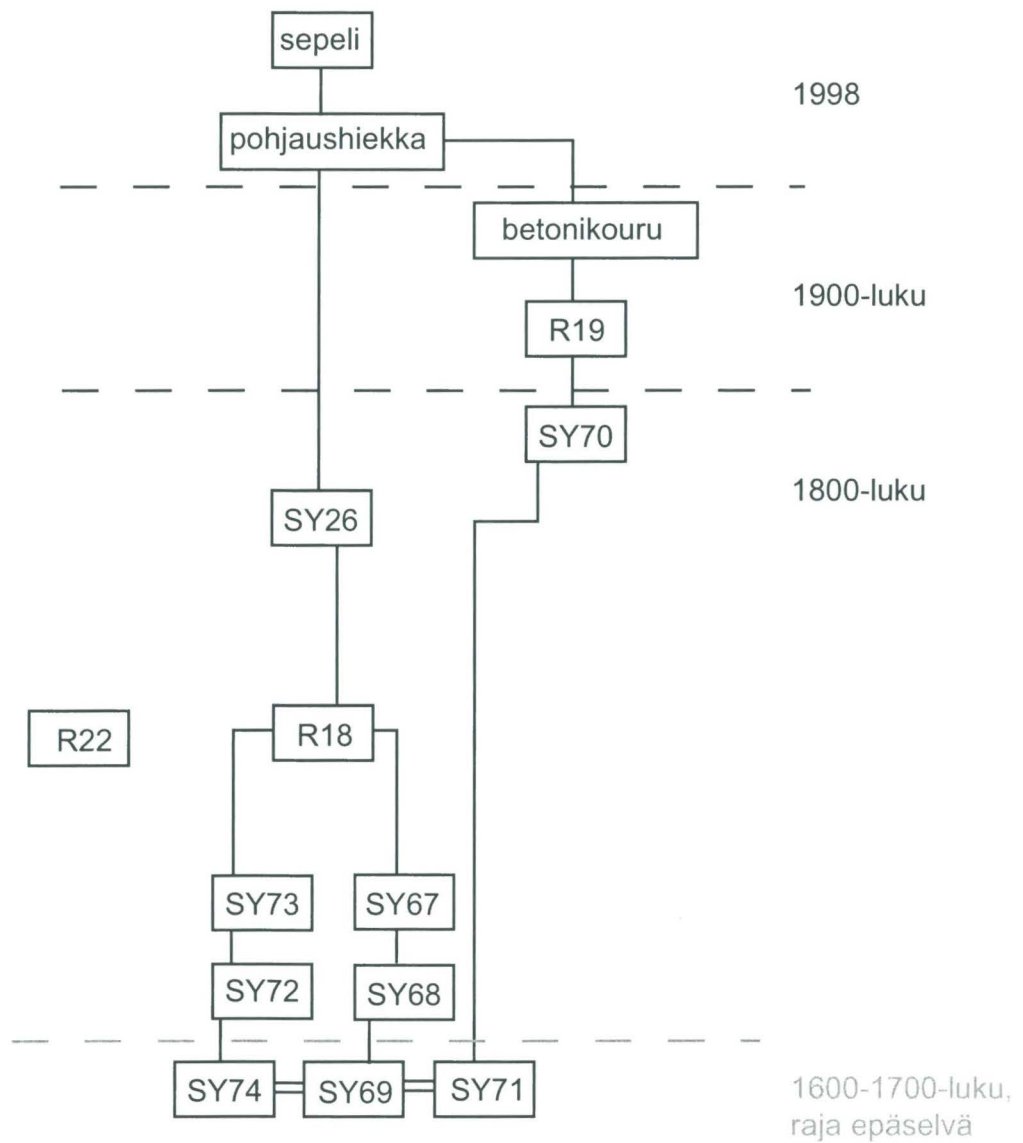 sepeli
1998
pohjaushiekka
betonikouru
1900-luku
R19
SY70
1800-luku
SY26
R22
R18
SY73
SY67
SY72
SY68
SY74
SY69
SY71
1600-1700-luku,
raja epäselvä